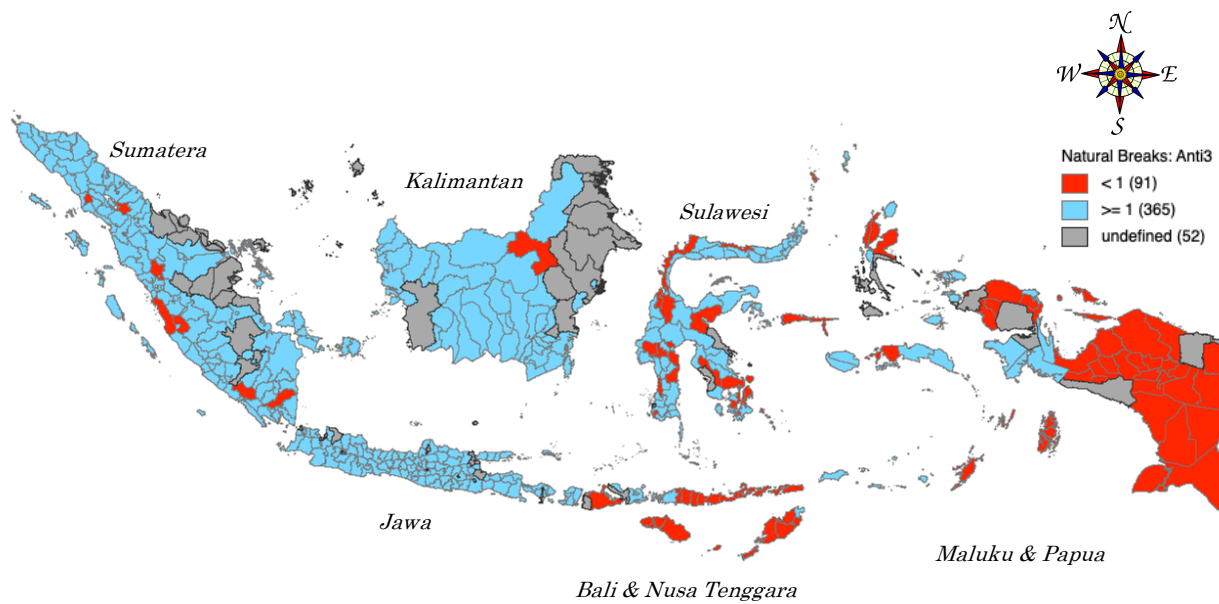 N
W E
S
Sumatera
Kalimantan
Sulawesi
Natural Breaks: Anti3
< 1 (91)
>= 1 (365)
undefined (52)
Jawa
Maluku & Papua
Bali & Nusa Tenggara